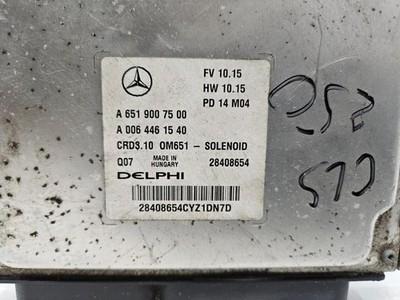 FV 10.15
HW 10.15
PD 14 M04
A 651 900 75 00
A 006 446 15 40
CRD3.10 OM651 - SOLENOID
Q07 MADE IN HUNGARY 28408654
DELPHI
28408654CYZ1DN7D
250
CLS